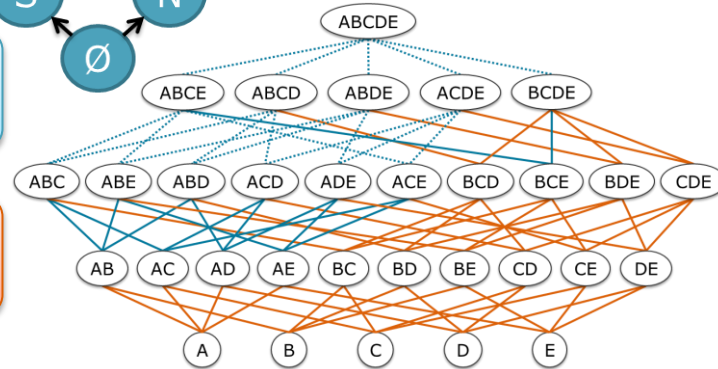 S N
Ø
ABCDE
ABCE ABCD ABDE ACDE BCDE
ABC ABE ABD ACD ADE ACE BCD BCE BDE CDE
AB AC AD AE BC BD BE CD CE DE
A B C D E